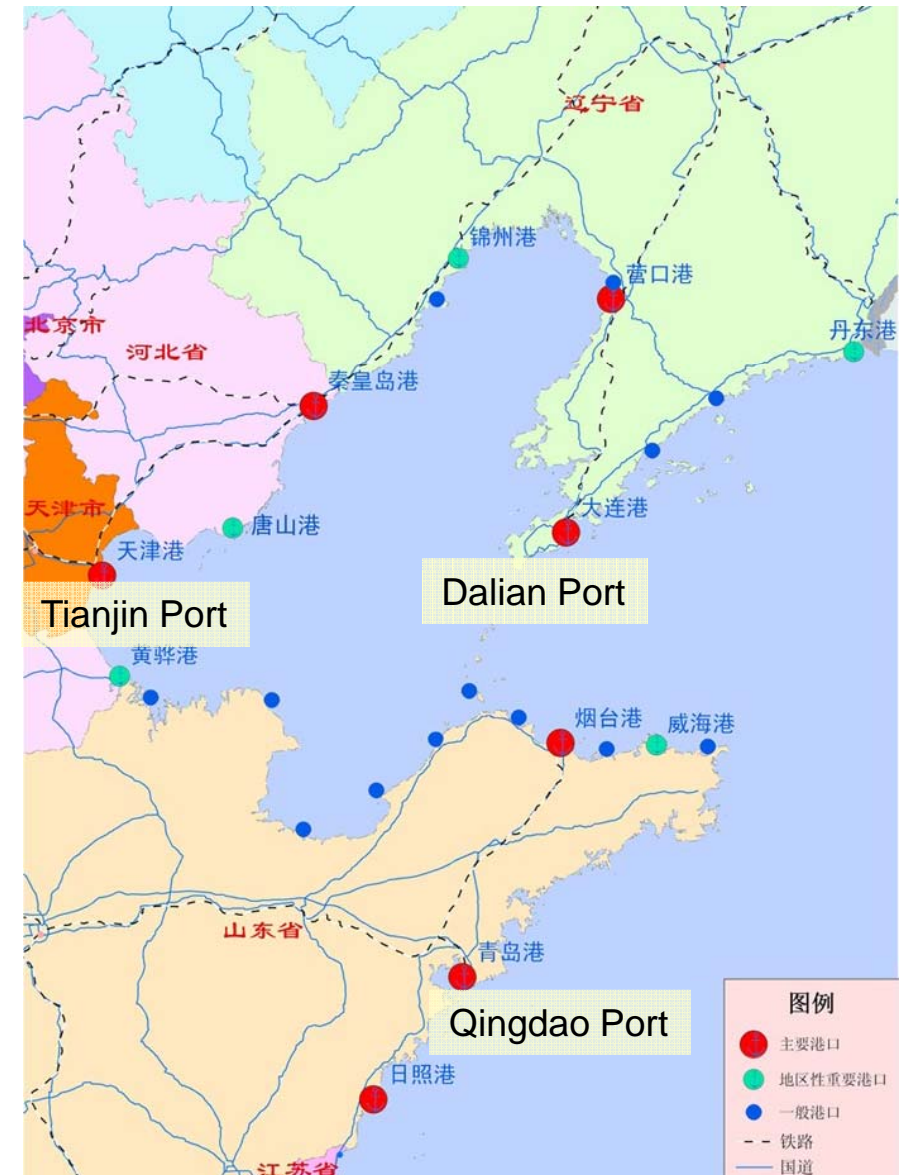 辽宁省
锦州港
营口港
北京市
丹东港
河北省
秦皇岛港
天津市
唐山港
大连港
天津港
Dalian Port
Tianjin Port
黄骅港
烟台港
威海港
山东省
青岛港
图例
Qingdao Port
主要港口
日照港
地区性重要港口
一般港口
铁路
江苏省
国道